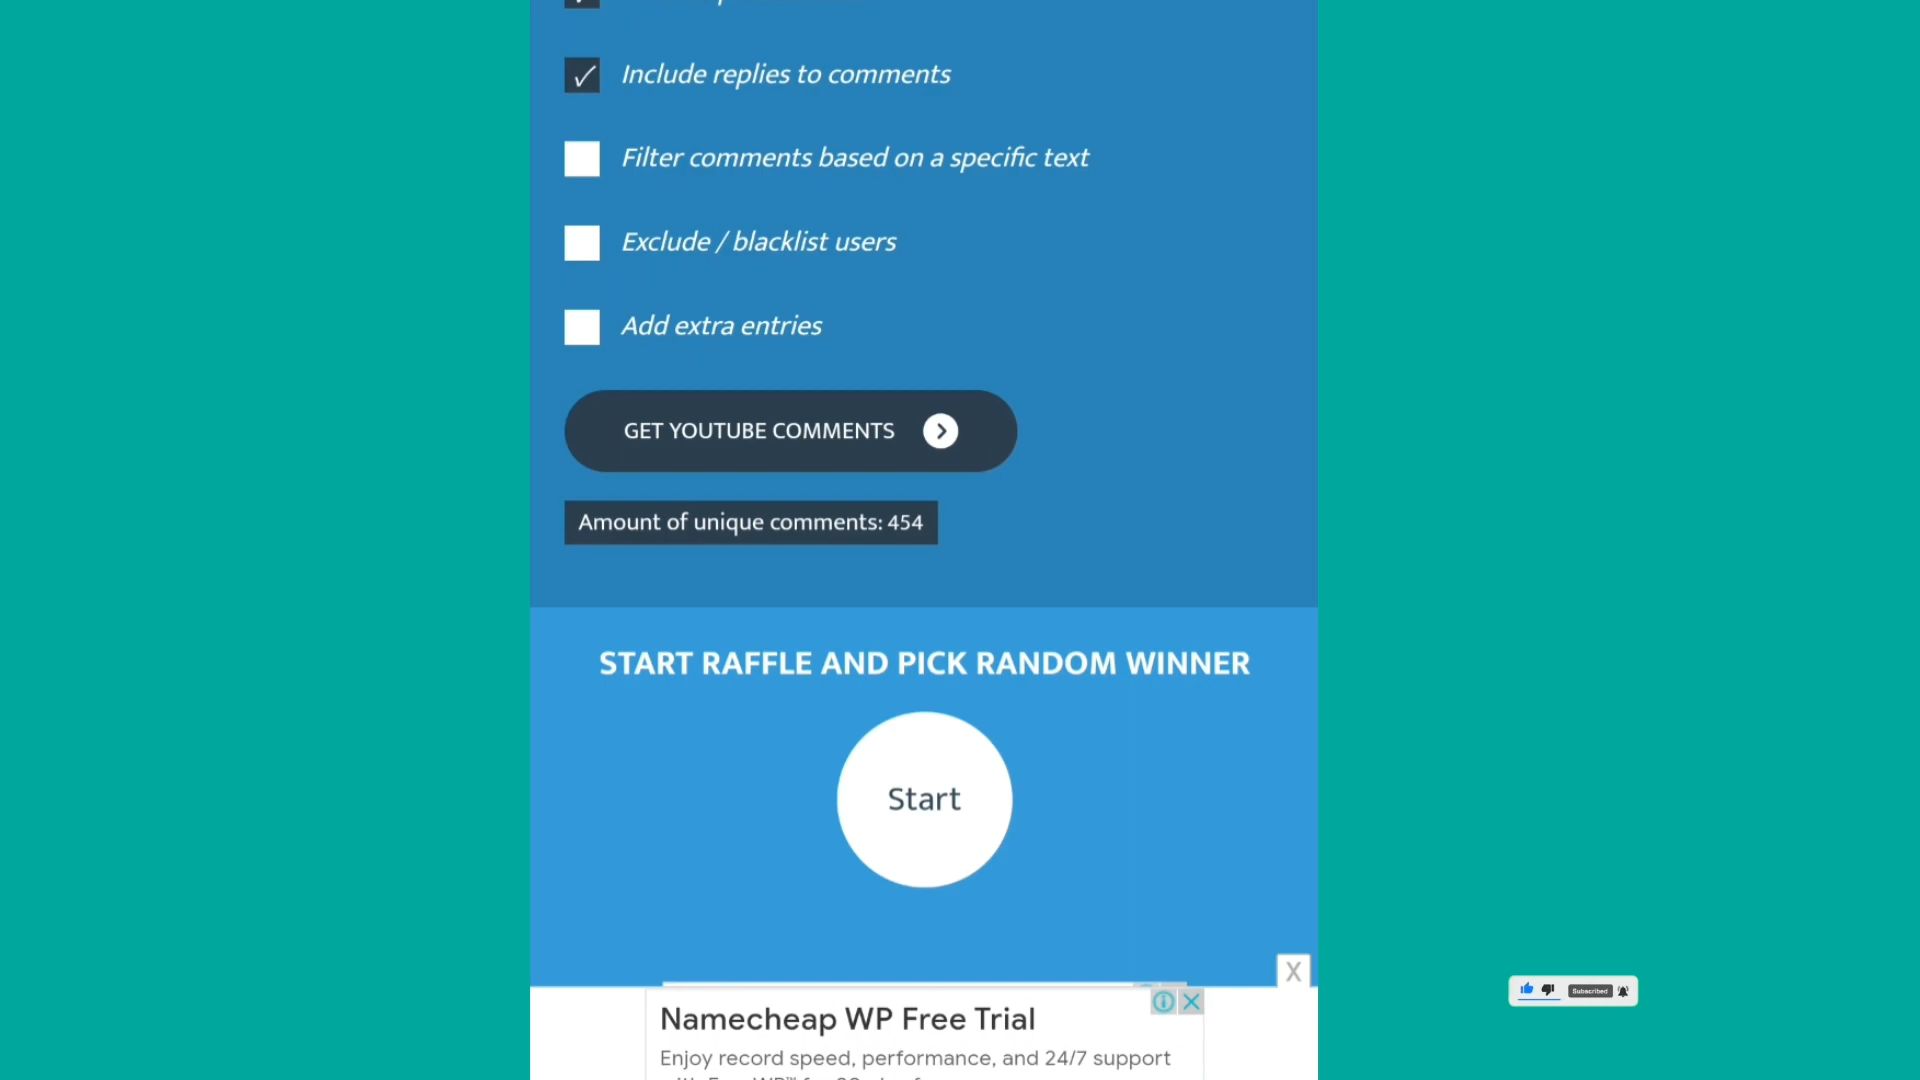 Include replies to comments
Filter comments based on a specific text
Exclude / blacklist users
Add extra entries
GET YOUTUBE COMMENTS
Amount of unique comments: 454
START RAFFLE AND PICK RANDOM WINNER
Start
X
Namecheap WP Free Trial
Enjoy record speed, performance, and 24/7 support
Subscribed